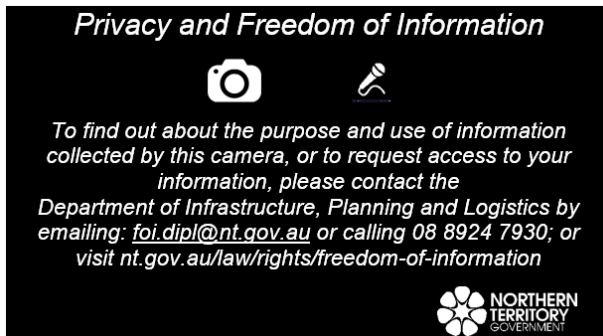 Privacy and Freedom of Information
To find out about the purpose and use of information
collected by this camera, or to request access to your
information, please contact the
Department of Infrastructure, Planning and Logistics by
emailing: foi.dipl@nt.gov.au or calling 08 8924 7930; or
visit nt.gov.au/law/rights/freedom-of-information
NORTHERN
TERRITORY
GOVERNMENT